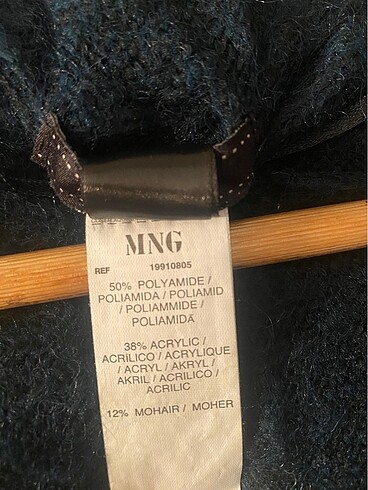 MNG
REF 19910805
50% POLYAMIDE /
POLIAMIDA / POLIAMID
/ POLIAMMIDE /
POLIAMIDA
38% ACRYLIC /
ACRILICO / ACRYLIQUE
/ ACRYL / AKRYL /
AKRIL / ACRILICO /
ACRILIC
12% MOHAIR / MOHER